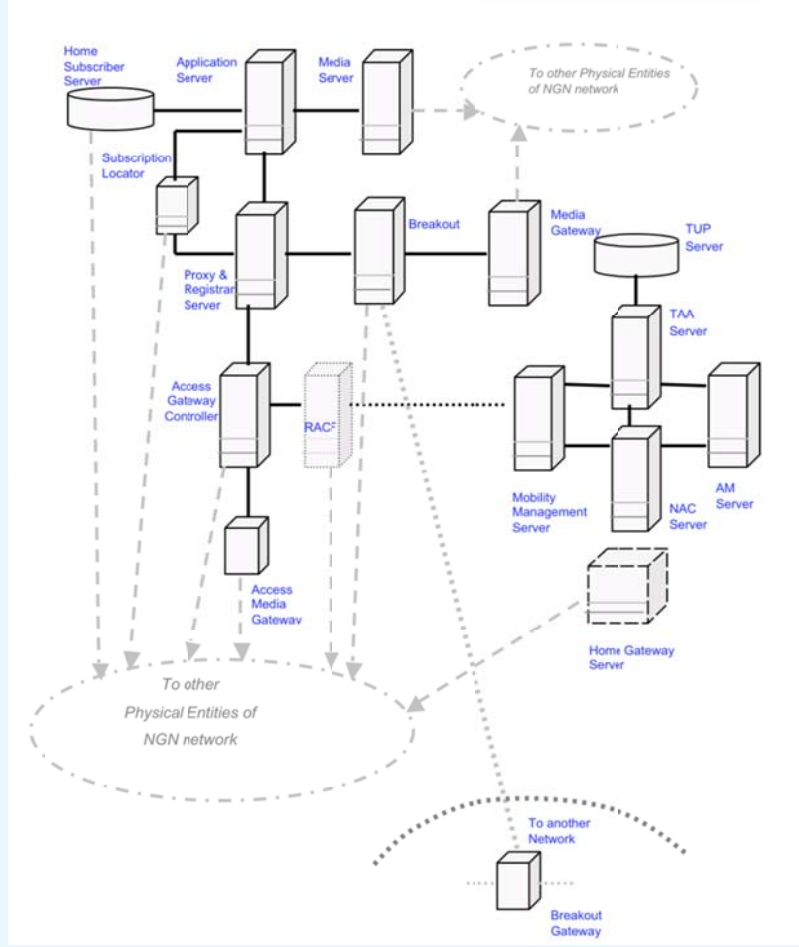 Home
Subscriber
Server
Application
Server
Media
Server
To other Physical Entities
of NGN network
Subscription
Locator
Breakout
Media
Gateway
TUP
Server
Proxy &
Registrar
Server
TAA
Server
Access
Gateway
Controller
RACF
Mobility
Management
Server
NAC
Server
AM
Server
Access
Media
Gateway
Home Gateway
Server
To other
Physical Entities of
NGN network
To another
Network
Breakout
Gateway